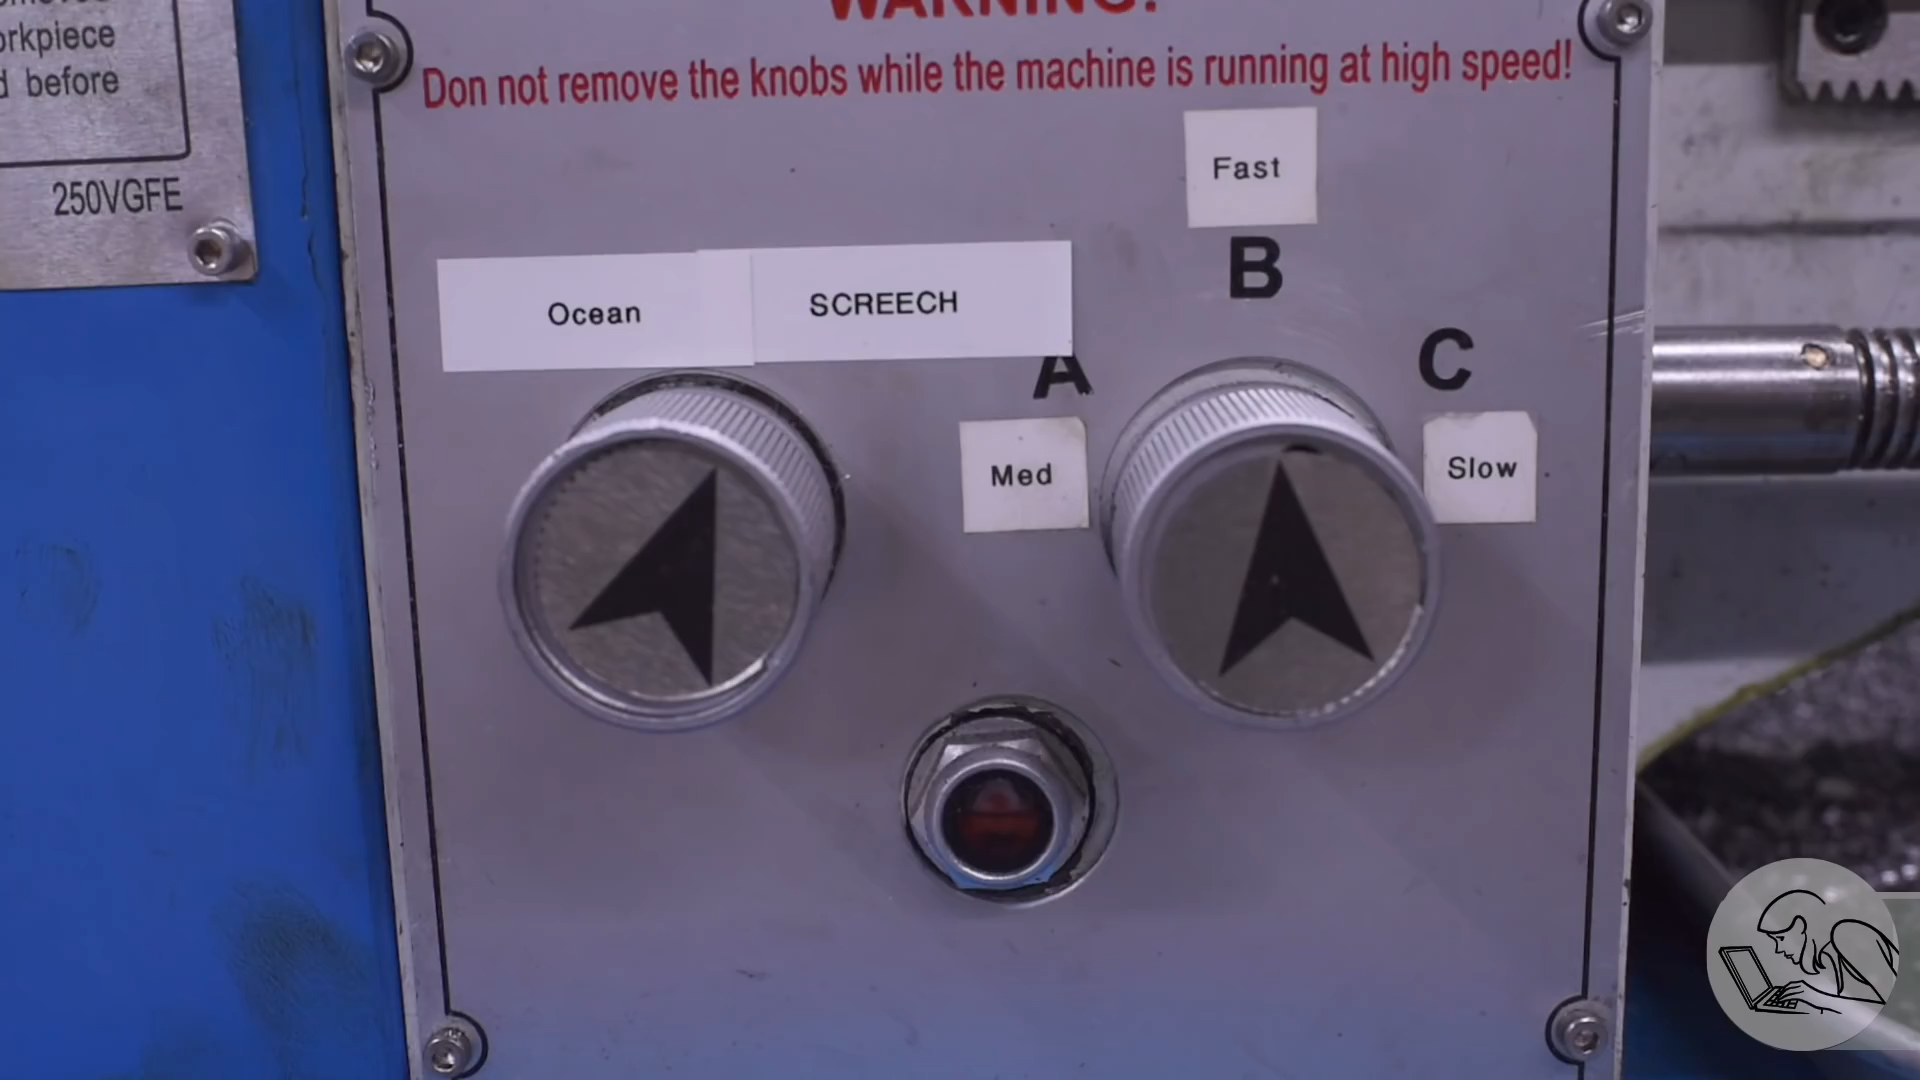 orkpiece
d before
250VGFE
WARNING!
Don not remove the knobs while the machine is running at high speed!
Fast
B
Ocean
SCREECH
A
C
Med
Slow